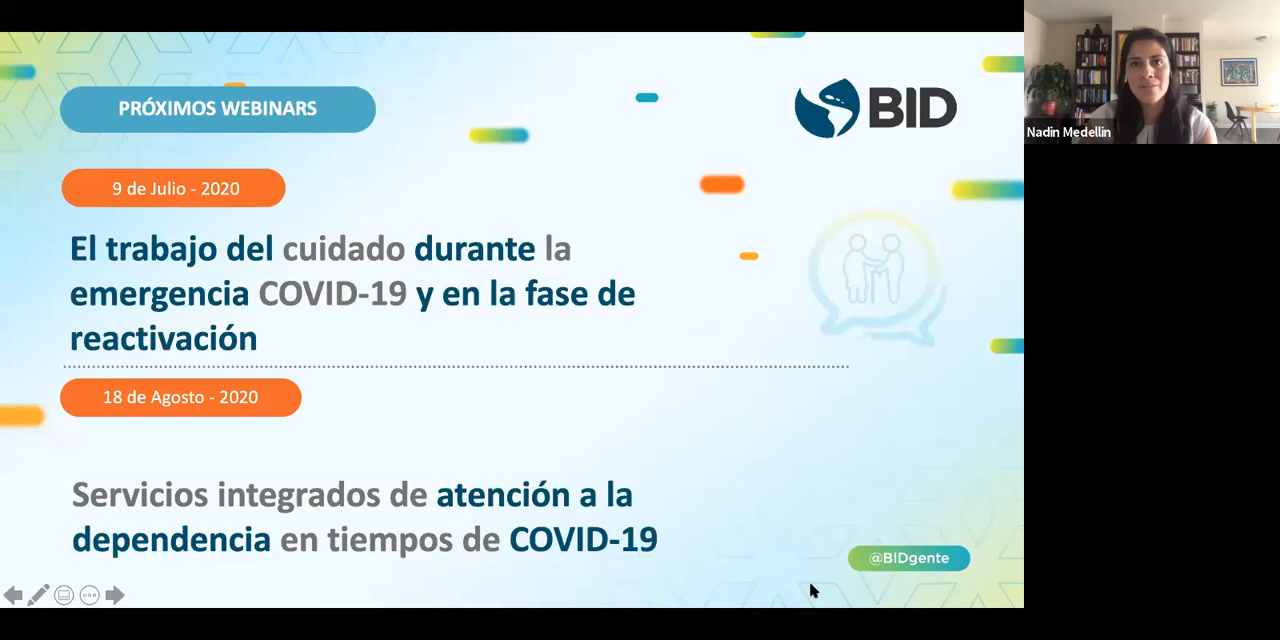 PRÓXIMOS WEBINARS
BID
9 de Julio - 2020
El trabajo del cuidado durante la
emergencia COVID-19 y en la fase de
reactivación
18 de Agosto - 2020
Servicios integrados de atención a la
dependencia en tiempos de COVID-19
@BIDgente
Nadin Medellin